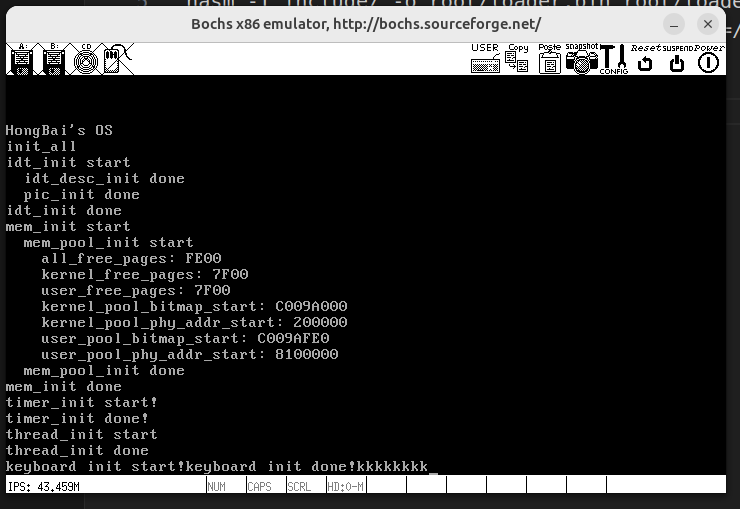 Bochs x86 emulator, http://bochs.sourceforge.net/
A: B: CD USER Copy Paste snapshot CONFIG Reset SUSPEND Power
HongBai's OS
init_all
idt_init start
idt_desc_init done
pic_init done
idt_init done
mem_init start
mem_pool_init start
all_free_pages: FE00
kernel_free_pages: 7F00
user_free_pages: 7F00
kernel_pool_bitmap_start: C009A000
kernel_pool_phy_addr_start: 200000
user_pool_bitmap_start: C009AFE0
user_pool_phy_addr_start: 8100000
mem_pool_init done
mem_init done
timer_init start!
timer_init done!
thread_init start
thread_init done
keyboard init start!keyboard init done!kkkkkkkk_
IPS: 43.459M NUM CAPS SCRL HD:0-M